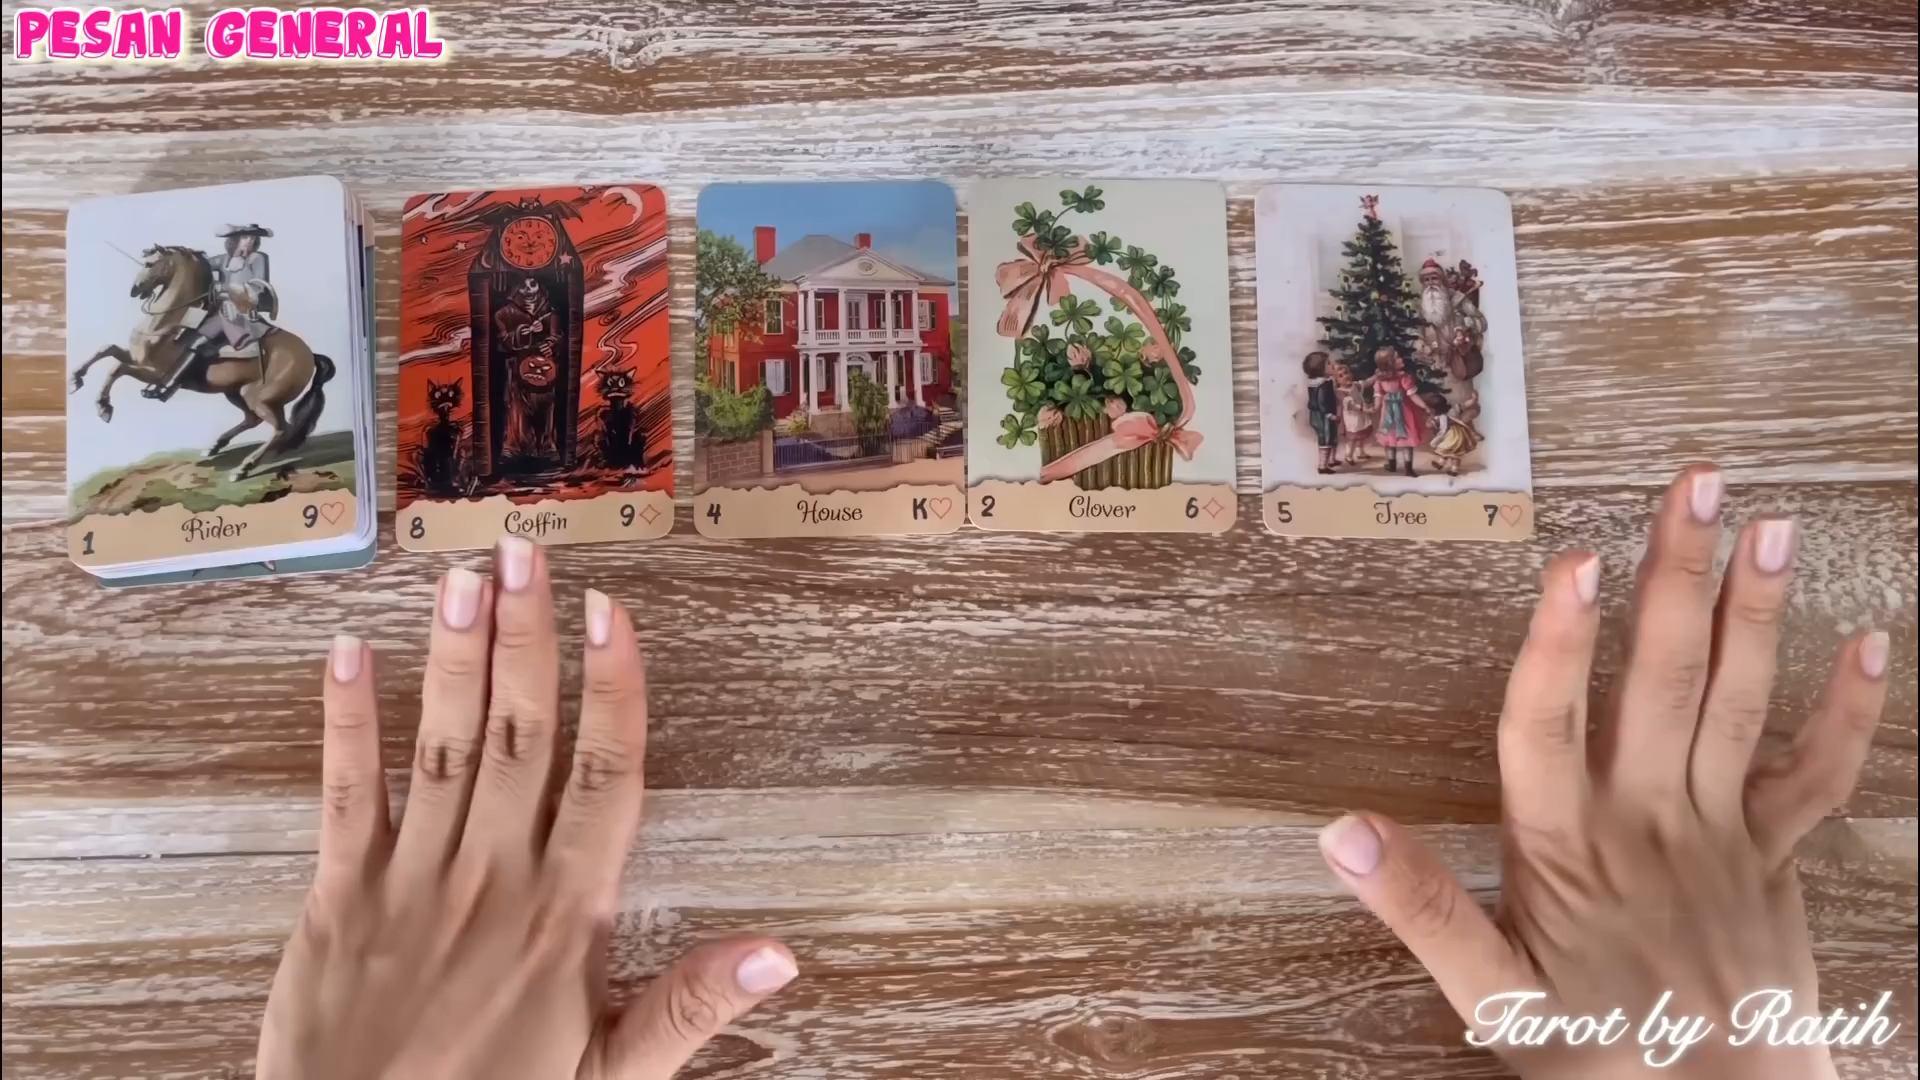 PESAN GENERAL
1 Rider 9♡
8 Coffin 9♢
4 House K♡
2 Clover 6♢
5 Tree 7♡
Tarot by Ratih